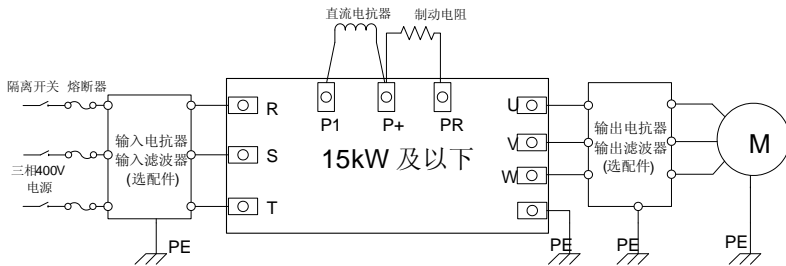 直流电抗器
制动电阻
隔离开关 熔断器
R
P1
P+
PR
U
输入电抗器
输入滤波器
(选配件)
S
15kW 及以下
V
输出电抗器
输出滤波器
(选配件)
M
三相400V
电源
W
T
PE
PE
PE
PE